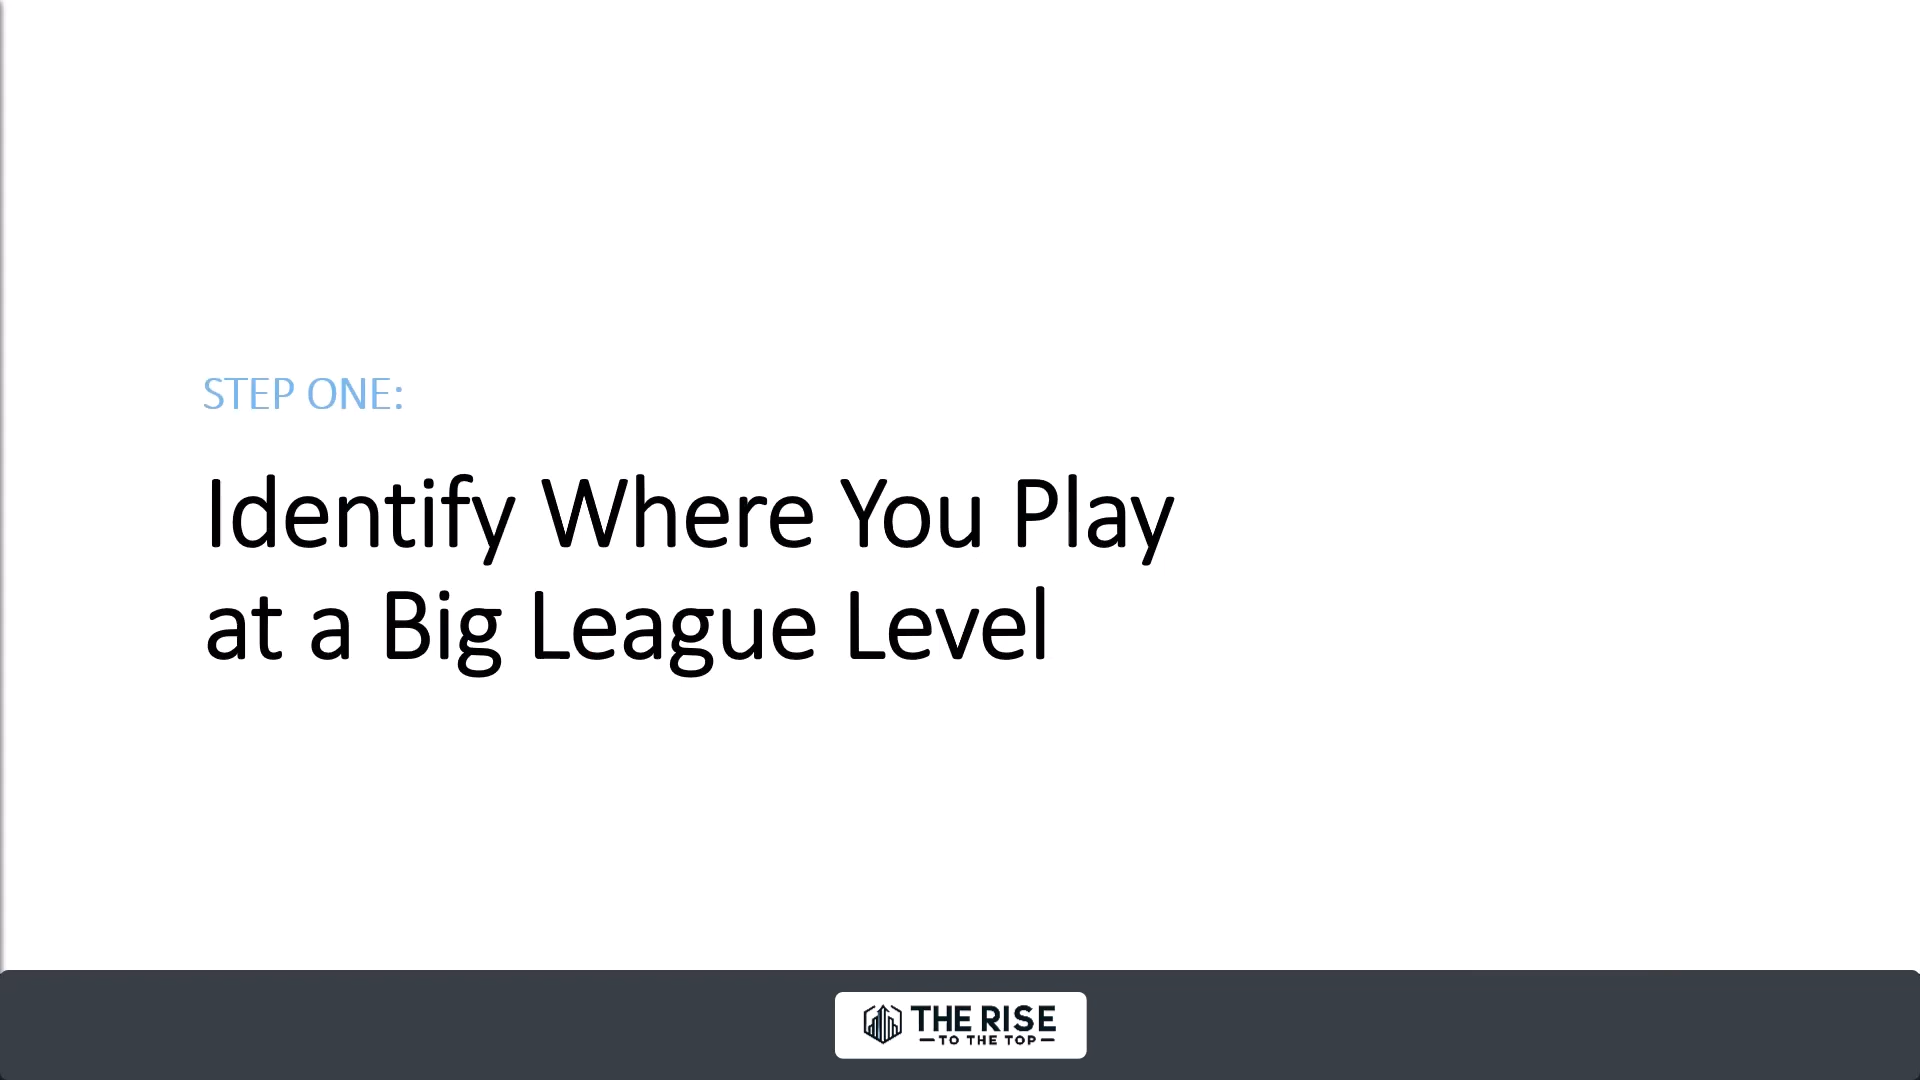 STEP ONE:
Identify Where You Play
at a Big League Level
THE RISE
TO THE TOP